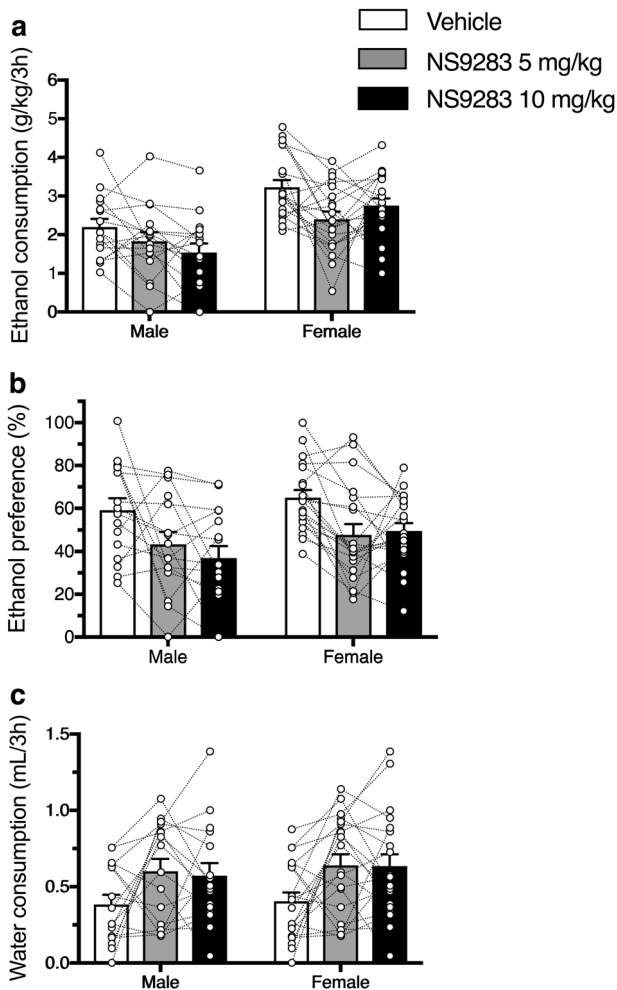 a
Vehicle
NS9283 5 mg/kg
NS9283 10 mg/kg
Ethanol consumption (g/kg/3h)
6
5
4
3
2
1
0
Male Female
b
Ethanol preference (%)
100
80
60
40
20
0
Male Female
c
Water consumption (mL/3h)
1.5
1.0
0.5
0.0
Male Female